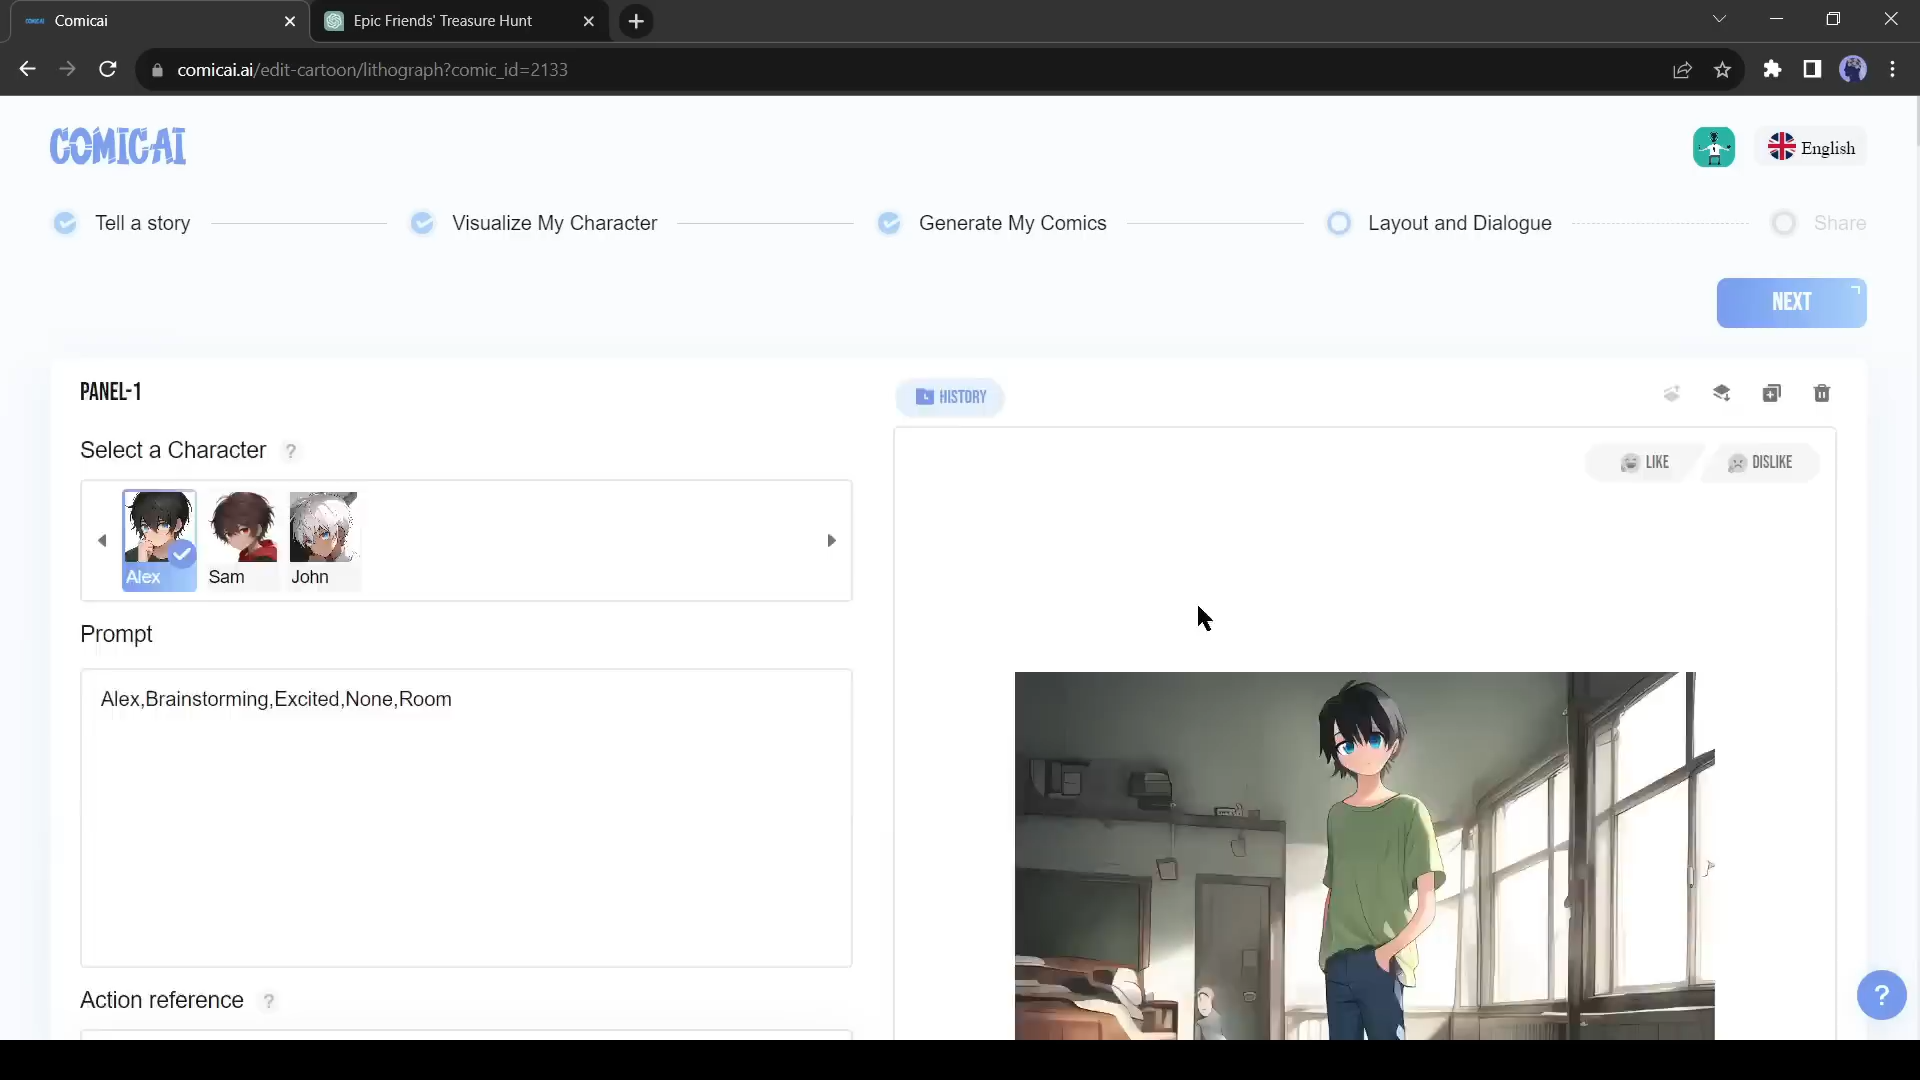 Comicai
Epic Friends' Treasure Hunt
comicai.ai/edit-cartoon/lithograph?comic_id=2133
COMICAI
English
Tell a story
Visualize My Character
Generate My Comics
Layout and Dialogue
Share
NEXT
PANEL-1
HISTORY
Select a Character ?
LIKE
DISLIKE
Alex
Sam
John
Prompt
Alex,Brainstorming,Excited,None,Room
Action reference ?
?